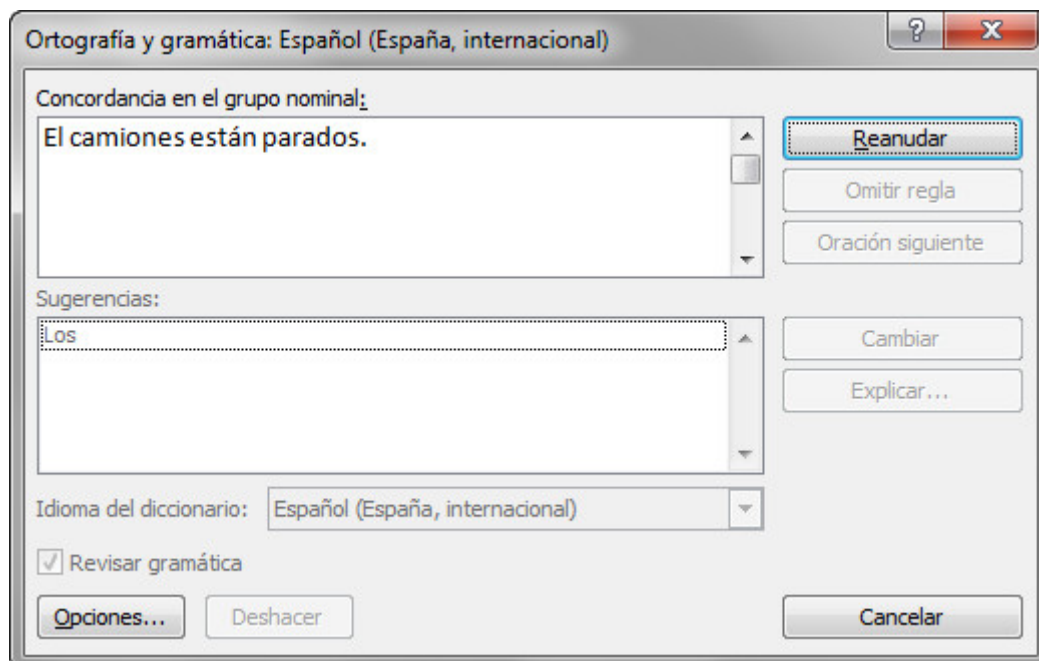 Ortografía y gramática: Español (España, internacional)
Concordancia en el grupo nominal:
El camiones están parados.
Reanudar
Omitir regla
Oración siguiente
Sugerencias:
Los
Cambiar
Explicar...
Idioma del diccionario: Español (España, internacional)
Revisar gramática
Opciones... Deshacer Cancelar